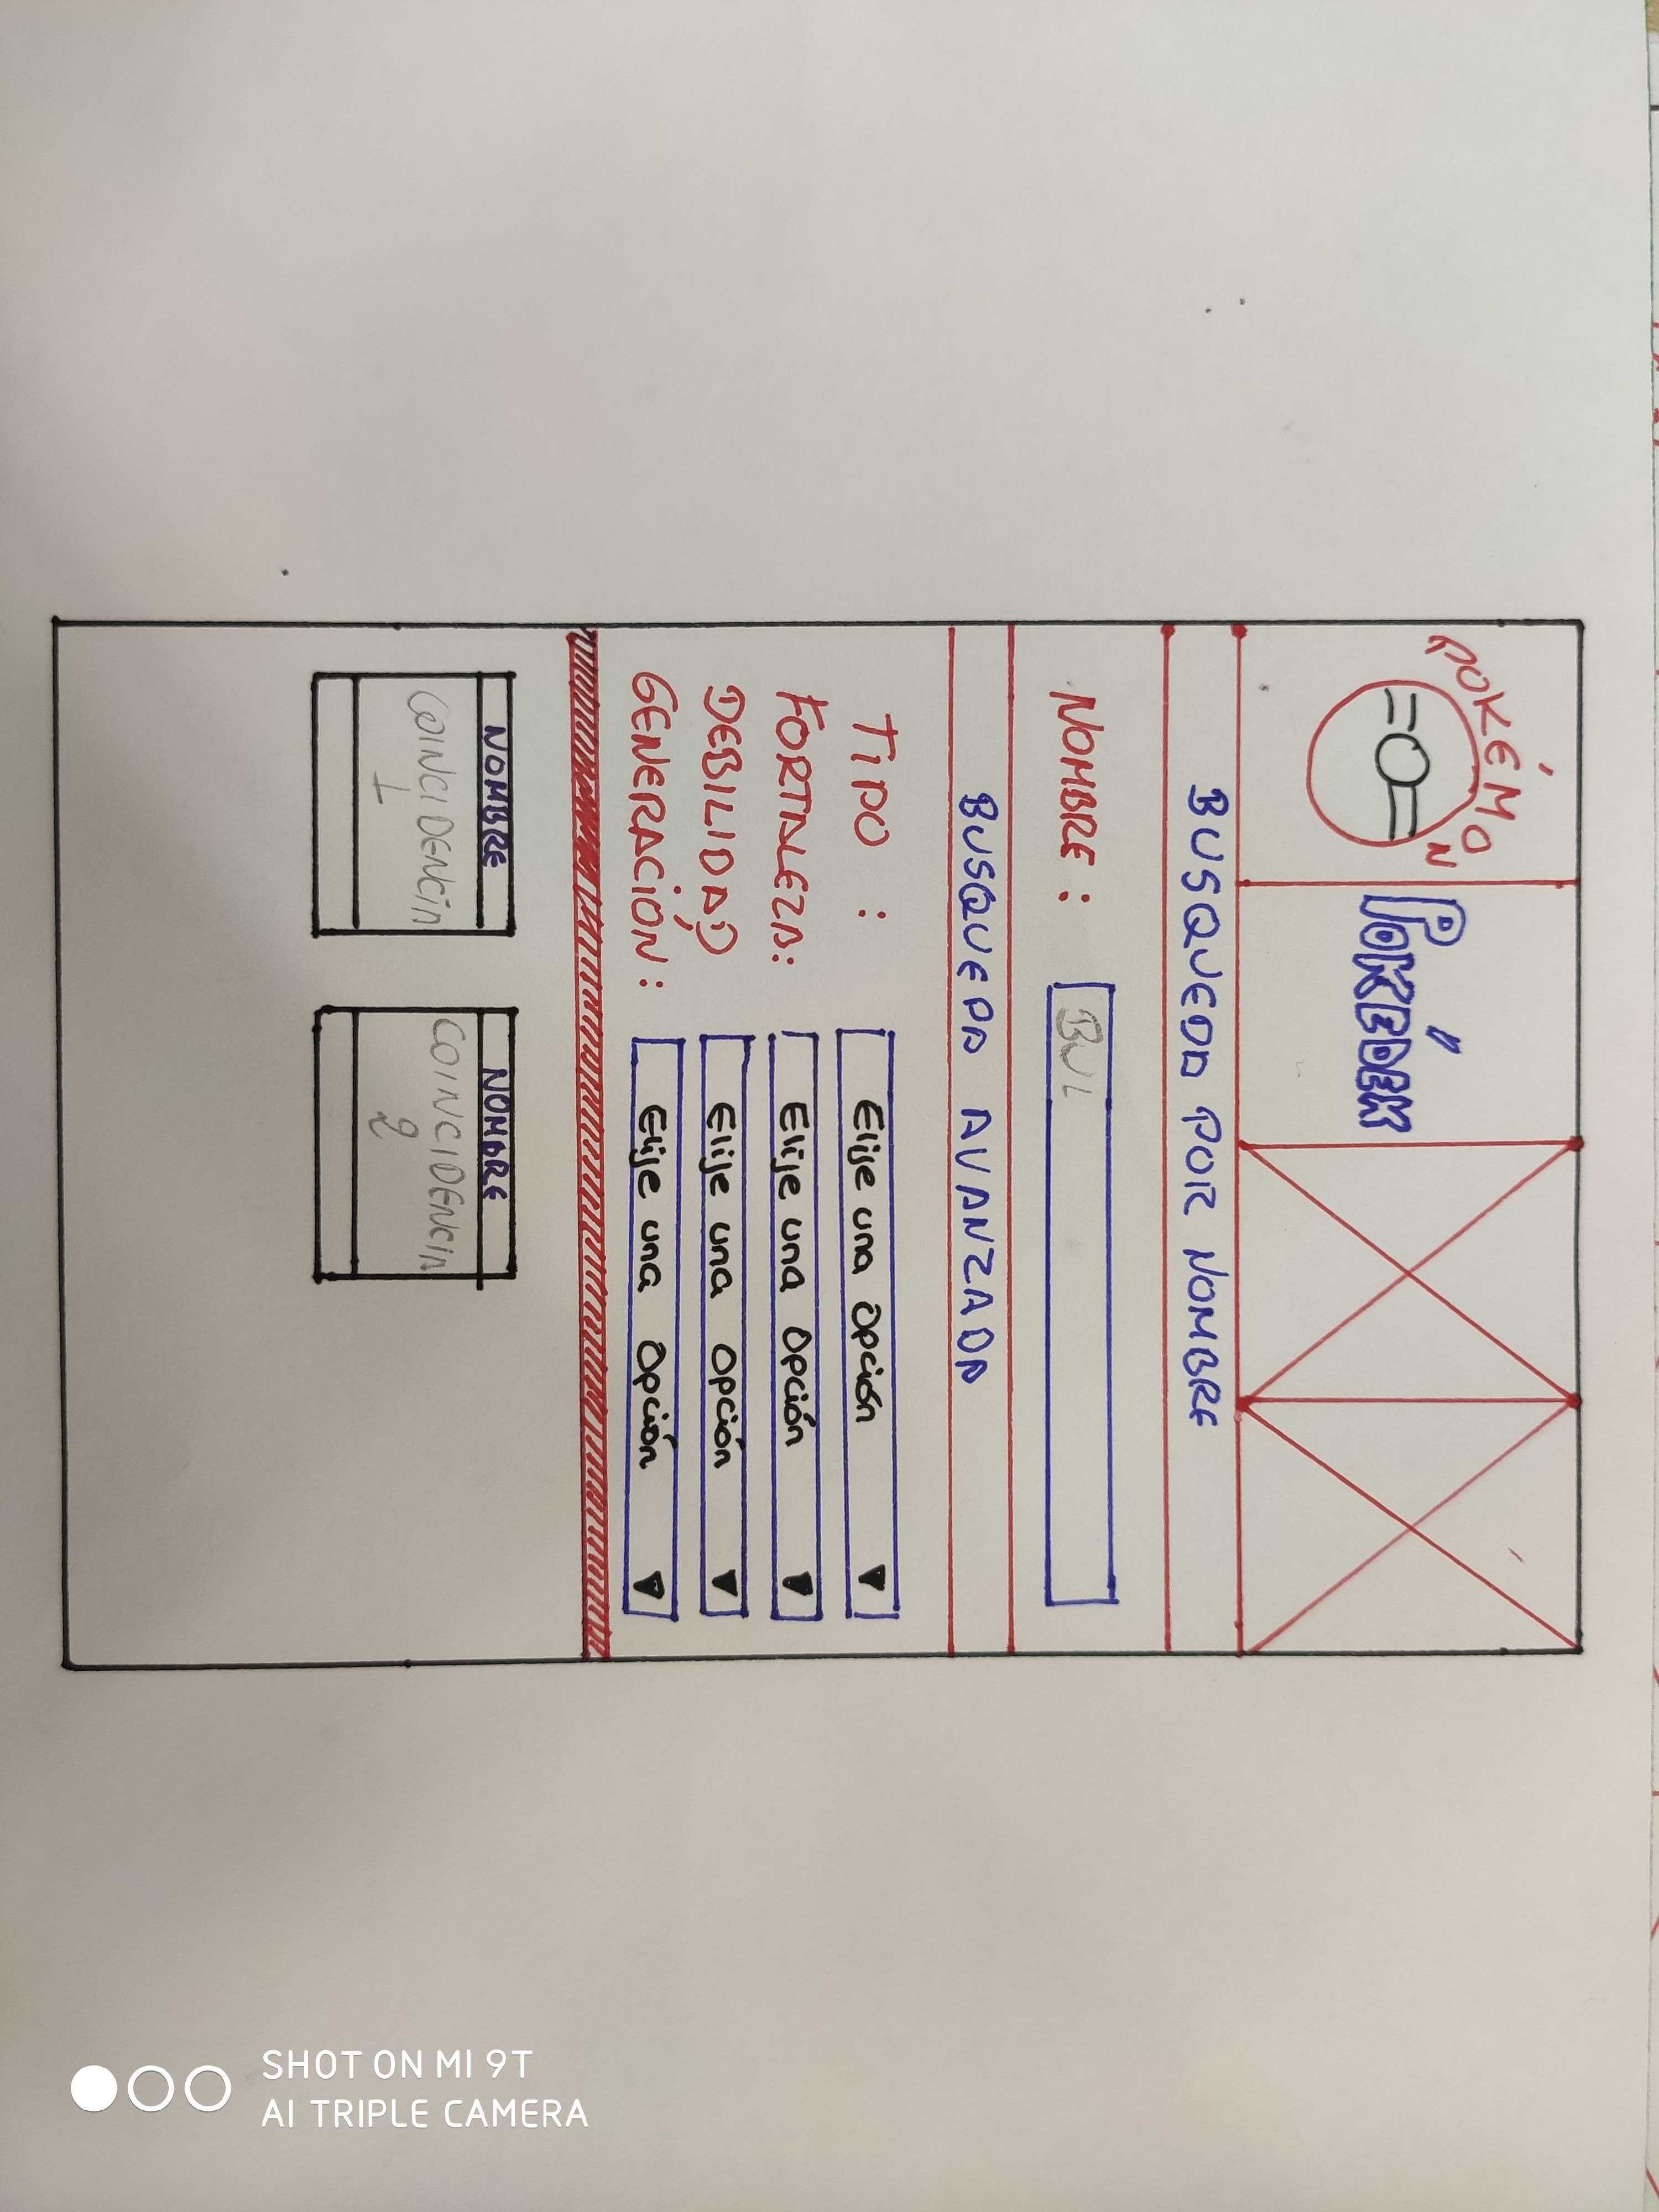 POKÉMON
POKÉDEX
BUSQUEDA POR NOMBRE
NOMBRE : BUL
BUSQUEDA AVANZADA
TIPO : Elije una Opción ▼
FORTALEZA: Elije una Opción ▼
DEBILIDAD Elije una Opción ▼
GENERACIÓN: Elije una Opción ▼
NOMBRE NOMBRE
COINCIDENCIA COINCIDENCIA
1 2
SHOT ON MI 9T
AI TRIPLE CAMERA